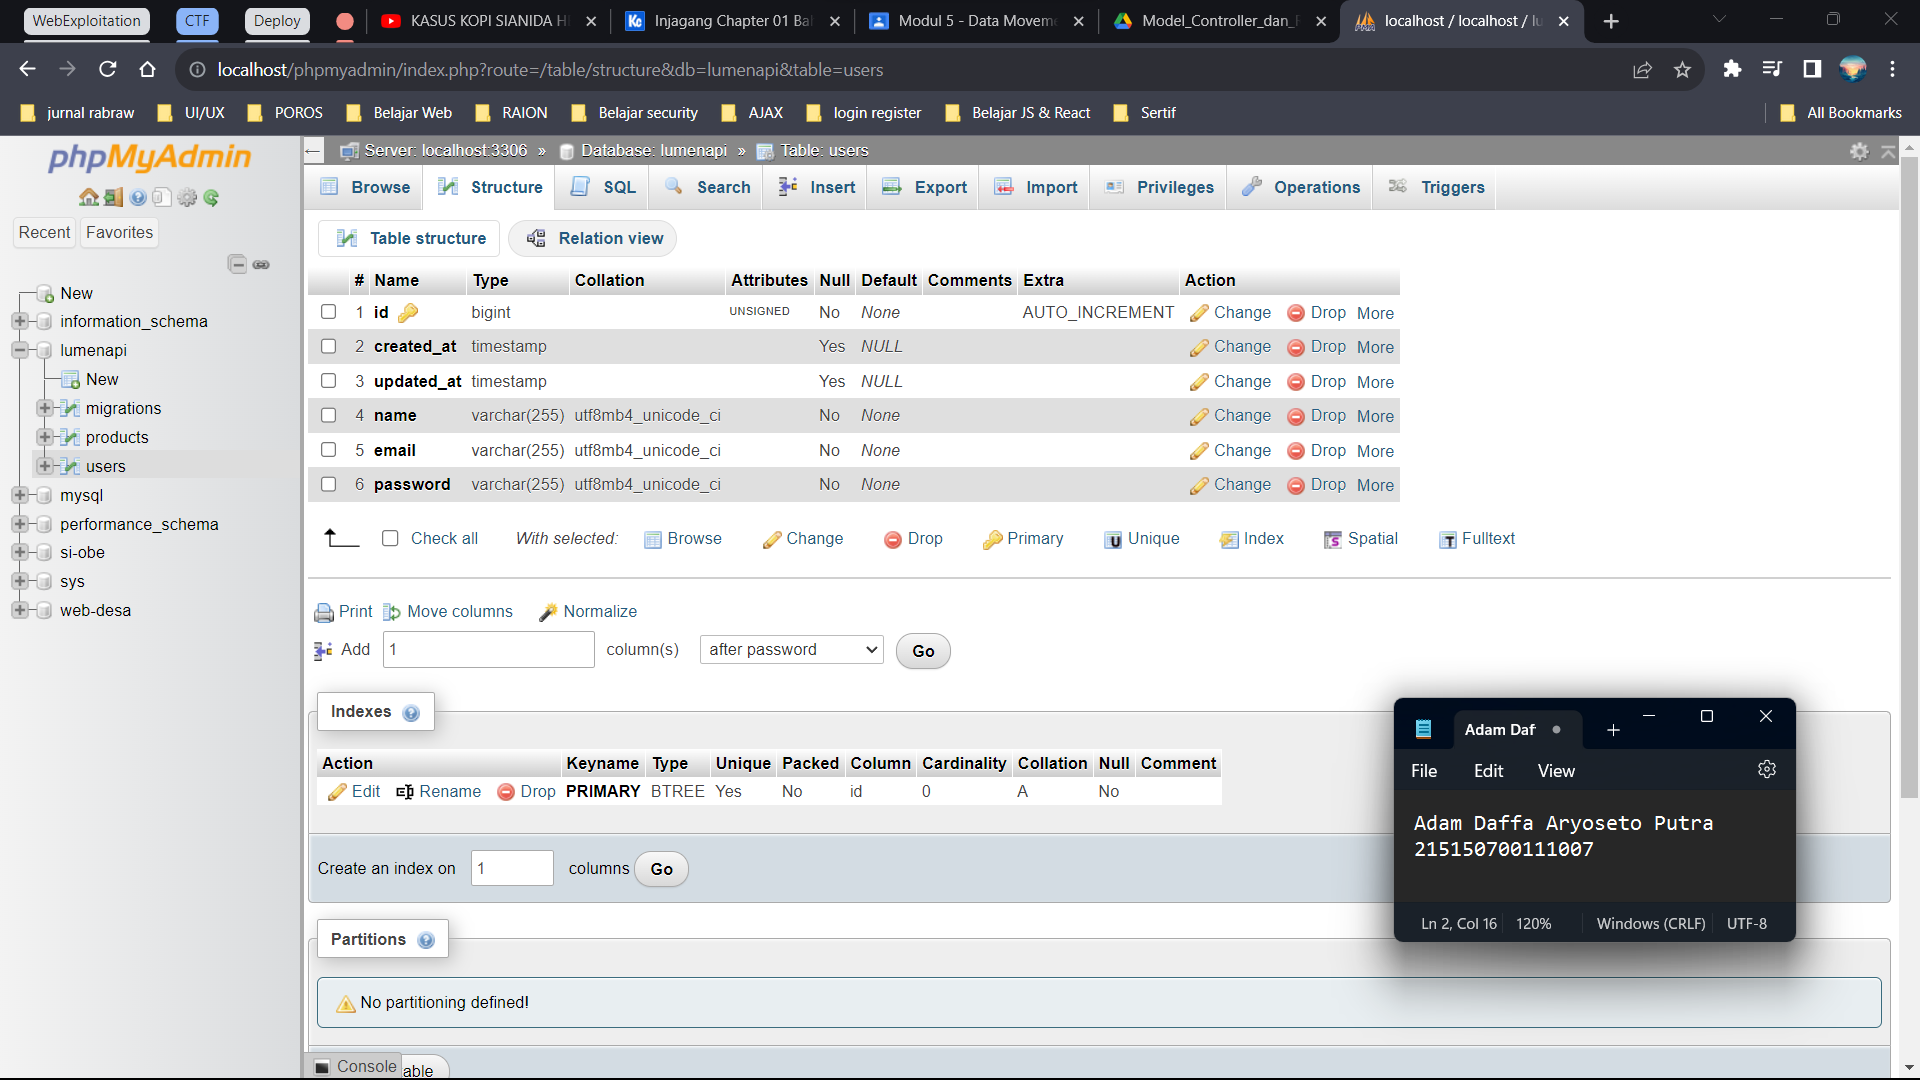 WebExploitation CTF Deploy KASUS KOPI SIANIDA Injagang Chapter 01 Modul 5 - Data Moveme Model_Controller_dan_ localhost / localhost /
localhost/phpmyadmin/index.php?route=/table/structure&db=lumenapi&table=users
jurnal rabraw UI/UX POROS Belajar Web RAION Belajar security AJAX login register Belajar JS & React Sertif All Bookmarks
phpMyAdmin
Recent Favorites
New
information_schema
lumenapi
New
migrations
products
users
mysql
performance_schema
si-obe
sys
web-desa
Server: localhost:3306 » Database: lumenapi » Table: users
Browse Structure SQL Search Insert Export Import Privileges Operations Triggers
Table structure Relation view
# Name Type Collation Attributes Null Default Comments Extra Action
1 id bigint UNSIGNED No None AUTO_INCREMENT Change Drop More
2 created_at timestamp Yes NULL Change Drop More
3 updated_at timestamp Yes NULL Change Drop More
4 name varchar(255) utf8mb4_unicode_ci No None Change Drop More
5 email varchar(255) utf8mb4_unicode_ci No None Change Drop More
6 password varchar(255) utf8mb4_unicode_ci No None Change Drop More
Check all With selected: Browse Change Drop Primary Unique Index Spatial Fulltext
Print Move columns Normalize
Add 1 column(s) after password Go
Indexes
Action Keyname Type Unique Packed Column Cardinality Collation Null Comment
Edit Rename Drop PRIMARY BTREE Yes No id 0 A No
Create an index on 1 columns Go
Partitions
No partitioning defined!
Console able
Adam Daf
File Edit View
Adam Daffa Aryoseto Putra
215150700111007
Ln 2, Col 16 120% Windows (CRLF) UTF-8